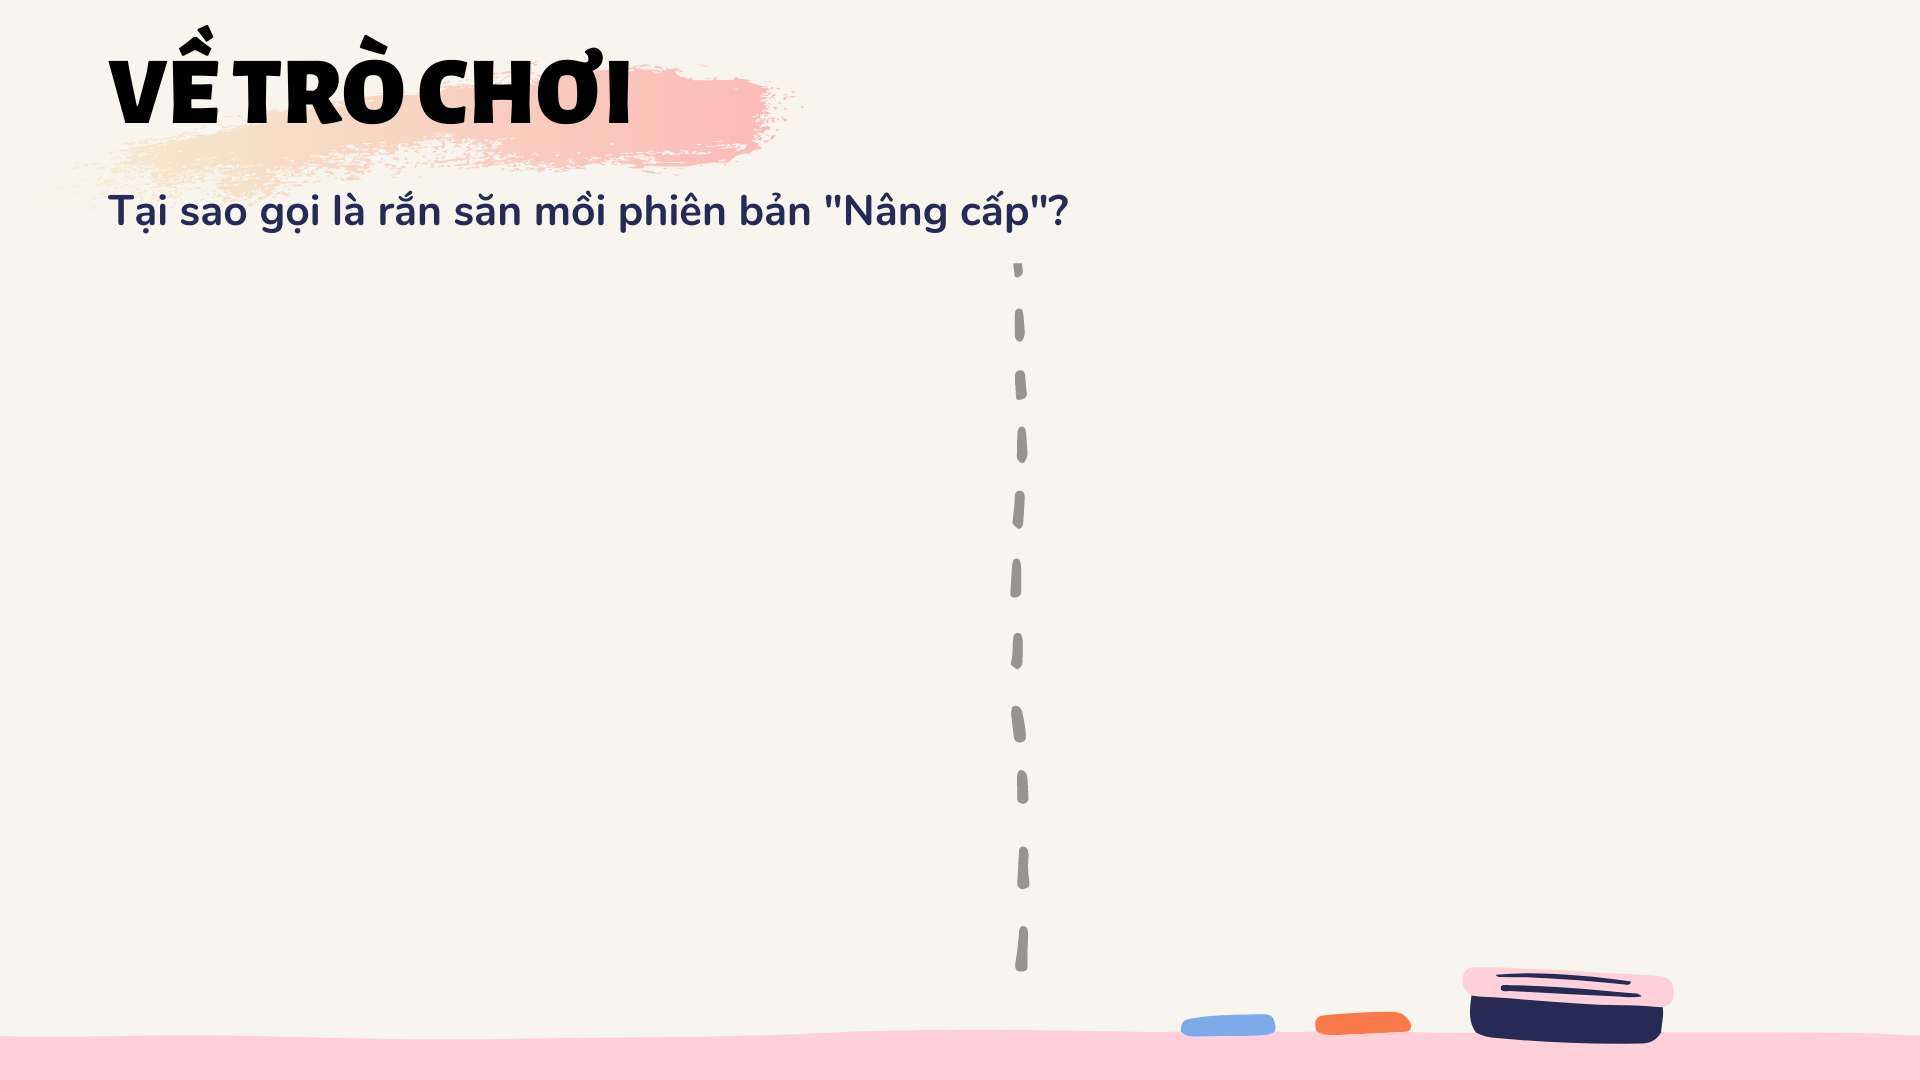 VỀ TRÒ CHƠI
Tại sao gọi là rắn săn mồi phiên bản "Nâng cấp"?